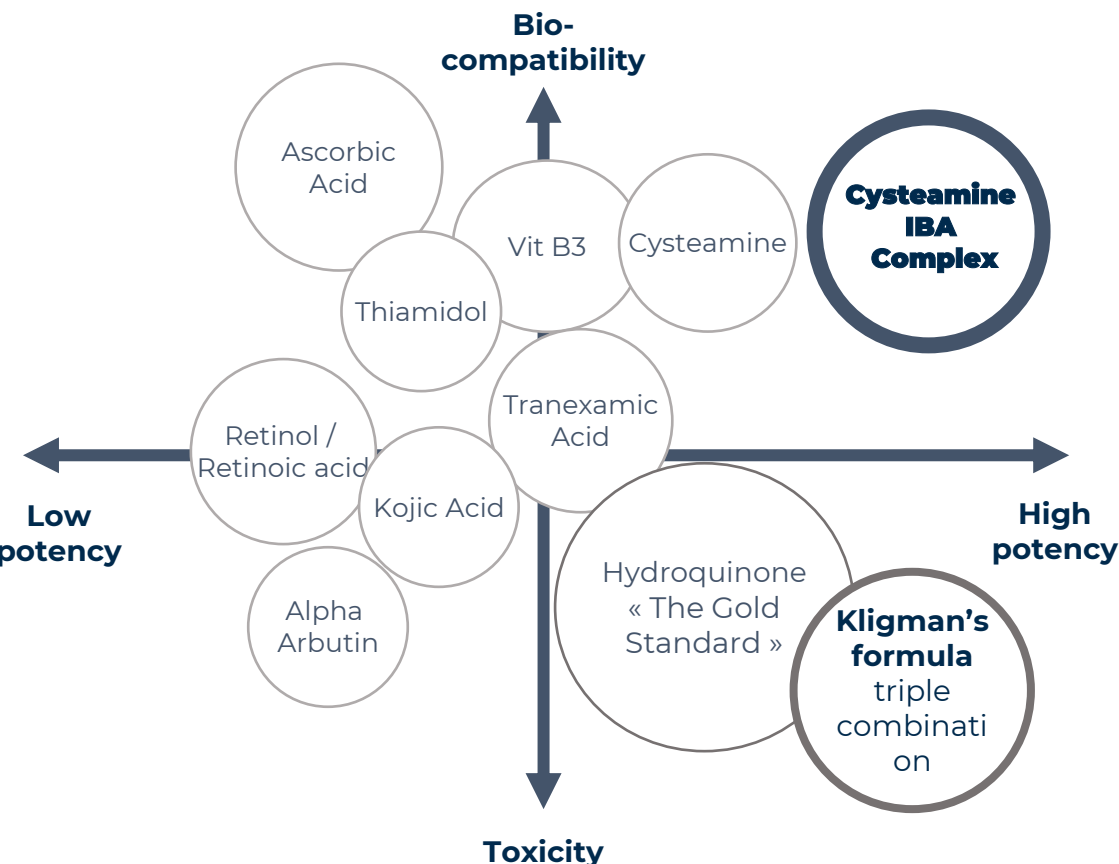 Bio-
compatibility
Ascorbic
Acid
Cysteamine
IBA
Complex
Vit B3
Cysteamine
Thiamidol
Tranexamic
Acid
Retinol /
Retinoic acid
Kojic Acid
Low
potency
High
potency
Hydroquinone
« The Gold
Standard »
Alpha
Arbutin
Kligman’s
formula
triple
combinati
on
Toxicity